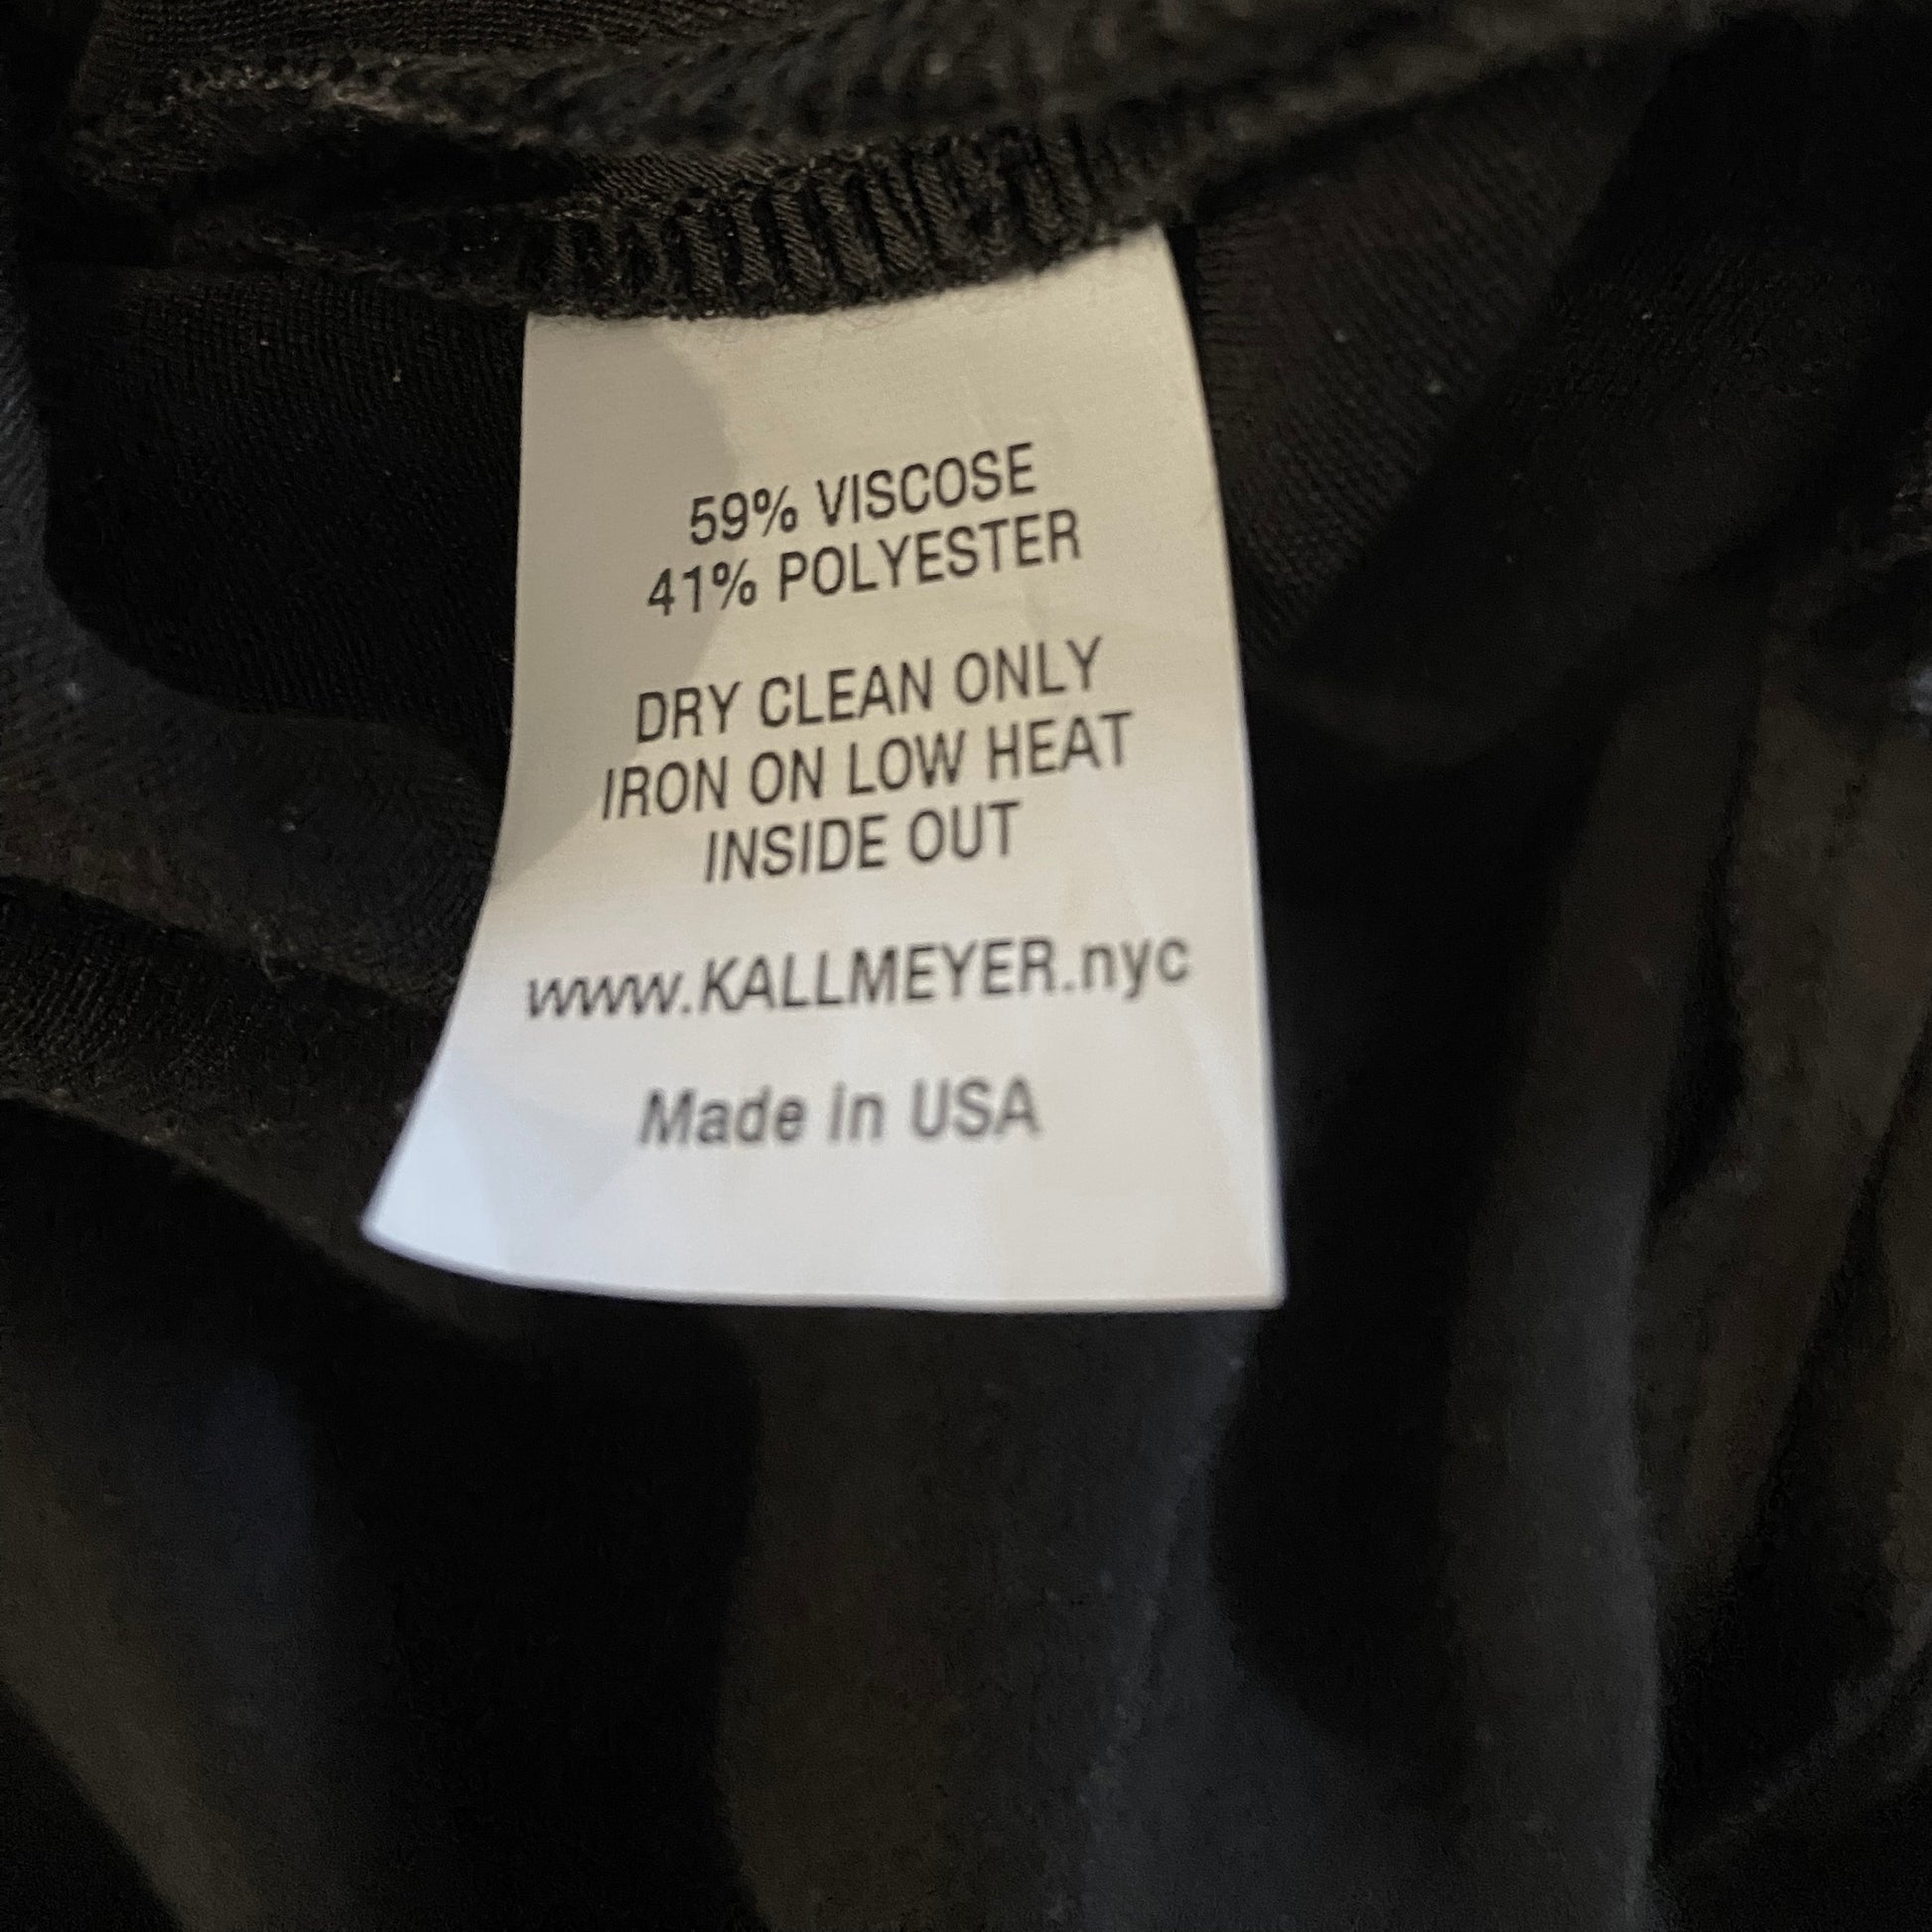 59% VISCOSE
41% POLYESTER
DRY CLEAN ONLY
IRON ON LOW HEAT
INSIDE OUT
www.KALLMEYER.nyc
Made in USA